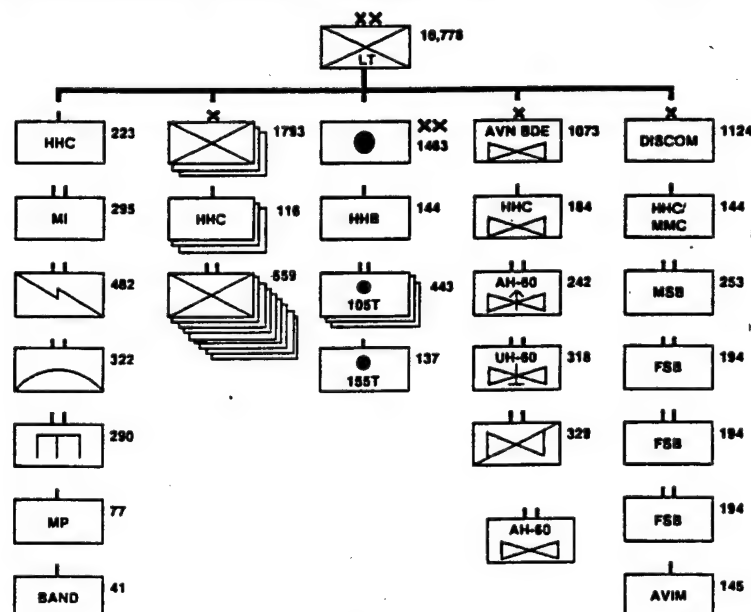 XX
10,778
LT
HHC 223
X
1793
XX
1463
X
AVN BDE 1073
X
DISCOM 1124
MI 295
HHC 116
HHB 144
HHC 184
HHC/
MMC 144
482
559
105T 443
AH-60 242
MSB 253
322
155T 137
UH-60 318
FSB 194
290
329
FSB 194
MP 77
AH-60
FSB 194
BAND 41
AVIM 145